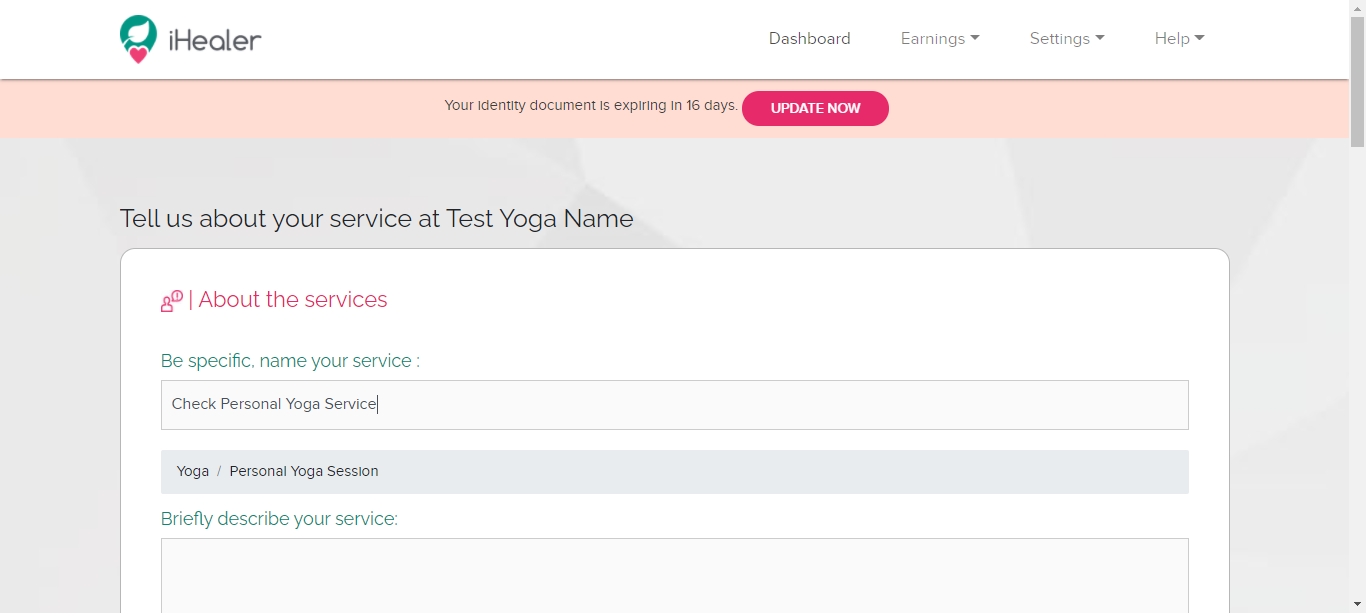 iHealer
Dashboard Earnings Settings Help
Your identity document is expiring in 16 days. UPDATE NOW
Tell us about your service at Test Yoga Name
| About the services
Be specific, name your service :
Check Personal Yoga Service
Yoga / Personal Yoga Session
Briefly describe your service: